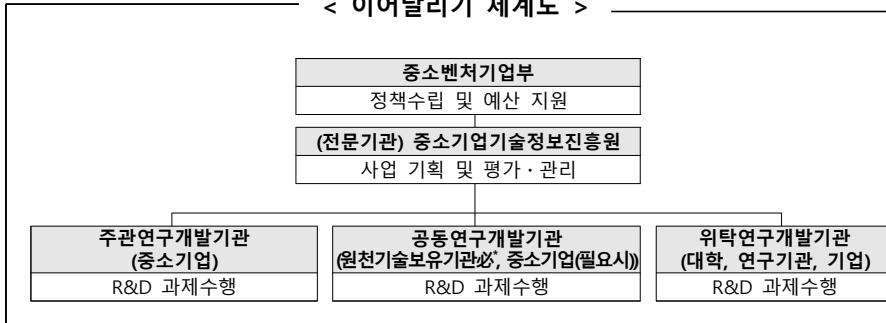 < 이어달리기 체계도 >
중소벤처기업부
정책수립 및 예산 지원
(전문기관) 중소기업기술정보진흥원
사업 기획 및 평가·관리
주관연구개발기관
(중소기업)
R&D 과제수행
공동연구개발기관
(원천기술보유기관必*, 중소기업(필요시))
R&D 과제수행
위탁연구개발기관
(대학, 연구기관, 기업)
R&D 과제수행